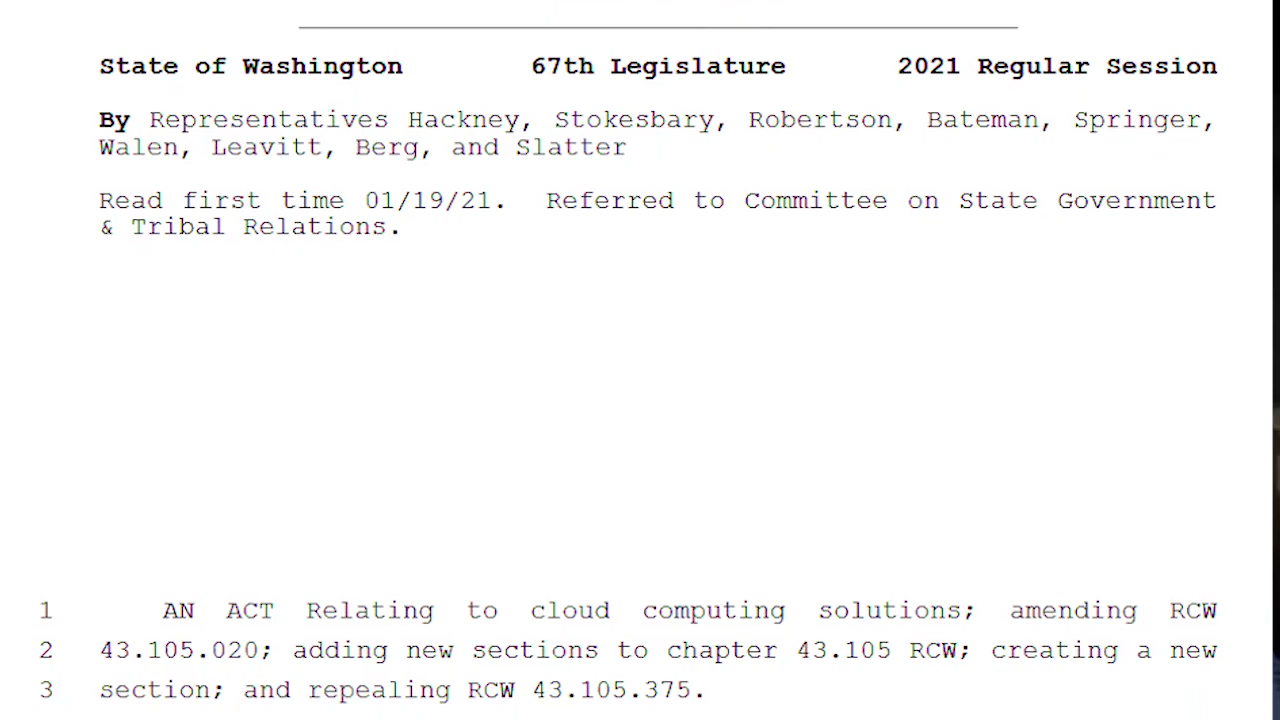 State of Washington 67th Legislature 2021 Regular Session
By Representatives Hackney, Stokesbary, Robertson, Bateman, Springer,
Walen, Leavitt, Berg, and Slatter
Read first time 01/19/21. Referred to Committee on State Government
& Tribal Relations.
1 AN ACT Relating to cloud computing solutions; amending RCW
2 43.105.020; adding new sections to chapter 43.105 RCW; creating a new
3 section; and repealing RCW 43.105.375.